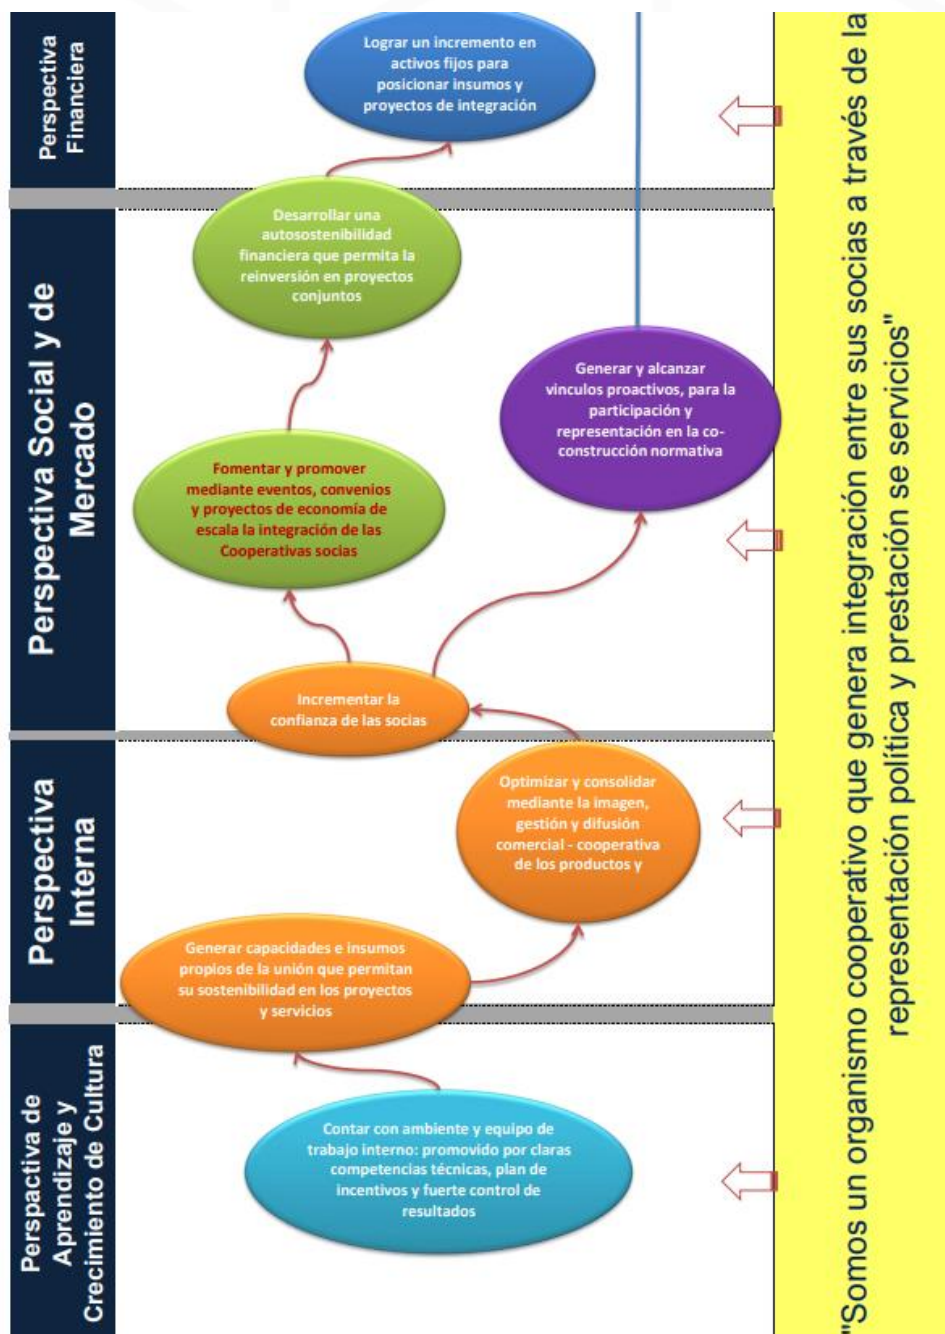 Perspectiva
Financiera
Lograr un incremento en
activos fijos para
posicionar insumos y
proyectos de integración
Perspectiva Social y de
Mercado
Desarrollar una
autosostenibilidad
financiera que permita la
reinversión en proyectos
conjuntos
Generar y alcanzar
vinculos proactivos, para la
participación y
representación en la co-
construcción normativa
Fomentar y promover
mediante eventos, convenios
y proyectos de economía de
escala la integración de las
Cooperativas socias
Incrementar la
confianza de las socias
Perspectiva
Interna
Optimizar y consolidar
mediante la imagen,
gestión y difusión
comercial - cooperativa
de los productos y
Generar capacidades e insumos
propios de la unión que permitan
su sostenibilidad en los proyectos
y servicios
Perspactiva de
Aprendizaje y
Crecimiento de Cultura
Contar con ambiente y equipo de
trabajo interno: promovido por claras
competencias técnicas, plan de
incentivos y fuerte control de
resultados
"Somos un organismo cooperativo que genera integración entre sus socias a través de la
representación política y prestación se servicios"